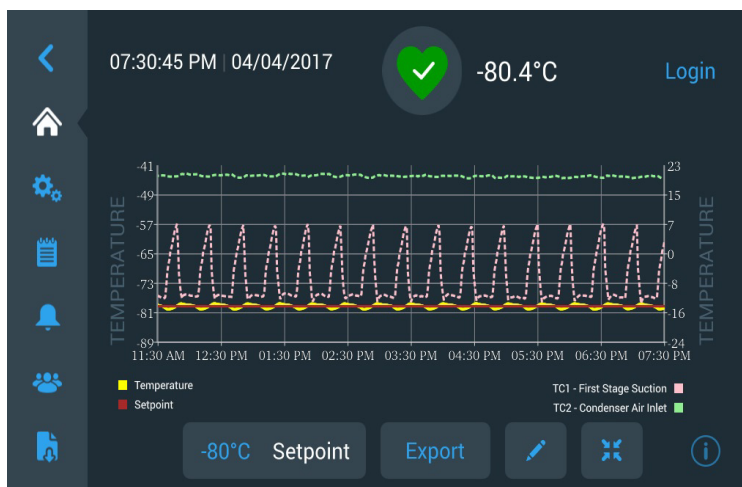 07:30:45 PM | 04/04/2017
-80.4°C
Login
TEMPERATURE
-41
-49
-57
-65
-73
-81
-89
23
15
7
0
-8
-16
-24
TEMPERATURE
11:30 AM 12:30 PM 01:30 PM 02:30 PM 03:30 PM 04:30 PM 05:30 PM 06:30 PM 07:30 PM
Temperature
Setpoint
TC1 - First Stage Suction
TC2 - Condenser Air Inlet
-80°C Setpoint
Export
i